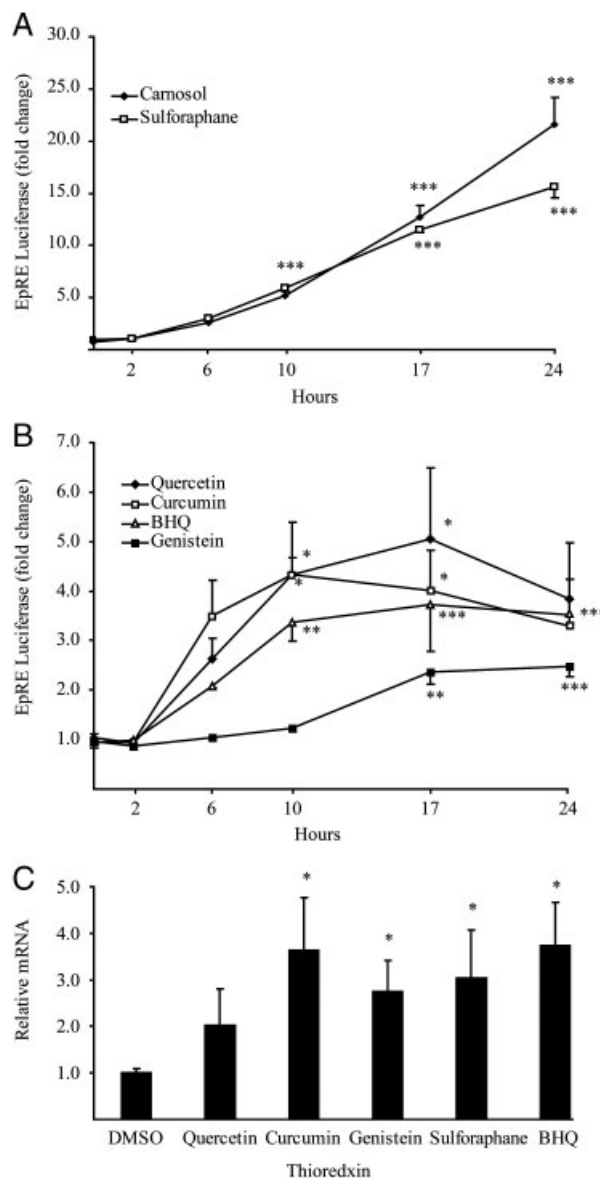 A
EpRE Luciferase (fold change)
30.0
25.0
20.0
15.0
10.0
5.0
Carnosol
Sulforaphane
***
***
***
***
***
2
6
10
17
24
Hours
B
EpRE Luciferase (fold change)
7.0
6.0
5.0
4.0
3.0
2.0
1.0
Quercetin
Curcumin
BHQ
Genistein
*
*
**
*
*
***
**
***
***
2
6
10
17
24
Hours
C
Relative mRNA
5.0
4.0
3.0
2.0
1.0
*
*
*
*
DMSO Quercetin Curcumin Genistein Sulforaphane BHQ
Thioredxin